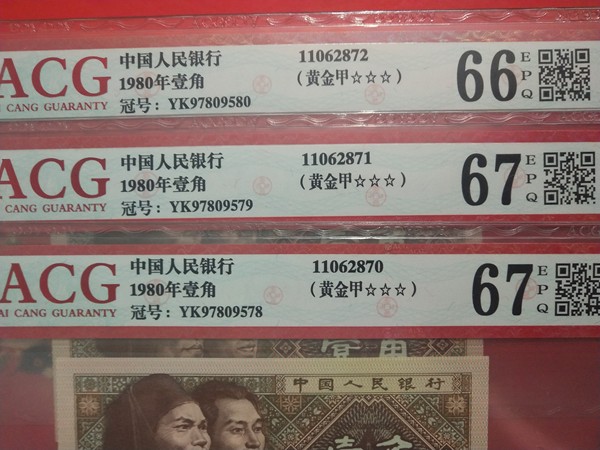 ACG
CANG GUARANTY
中国人民银行
1980年壹角
冠号: YK97809580
11062872
(黄金甲☆☆☆)
66
EPQ
ACG
CANG GUARANTY
中国人民银行
1980年壹角
冠号: YK97809579
11062871
(黄金甲☆☆☆)
67
EPQ
ACG
AI CANG GUARANTY
中国人民银行
1980年壹角
冠号: YK97809578
11062870
(黄金甲☆☆☆)
67
EPQ
壹角
中国人民银行
壹角